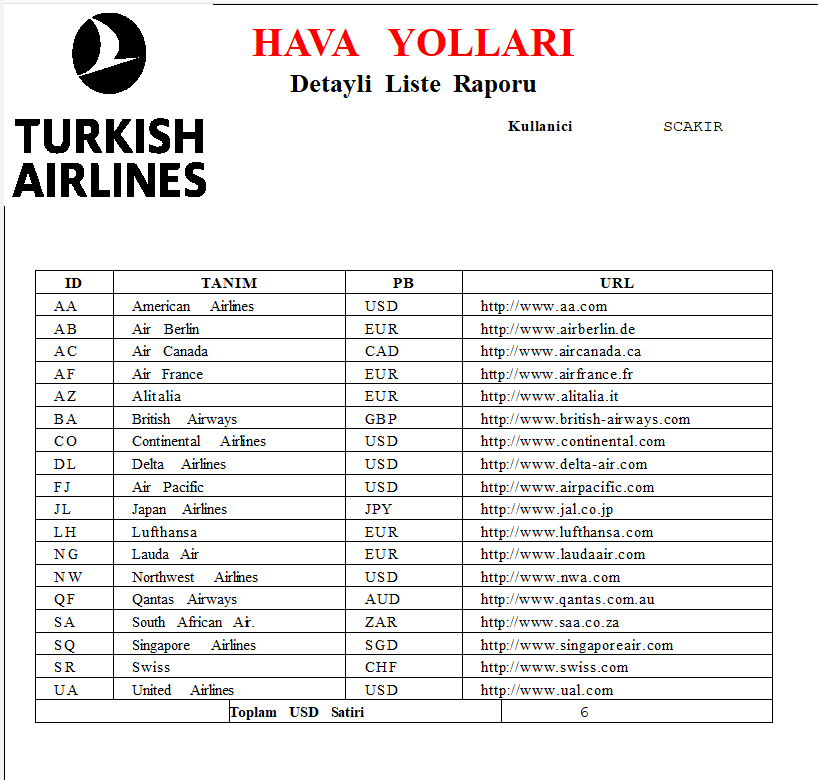 TURKISH
AIRLINES
HAVA YOLLARI
Detayli Liste Raporu
Kullanici SCAKIR
ID TANIM PB URL
AA American Airlines USD http://www.aa.com
AB Air Berlin EUR http://www.airberlin.de
AC Air Canada CAD http://www.aircanada.ca
AF Air France EUR http://www.airfrance.fr
AZ Alitalia EUR http://www.alitalia.it
BA British Airways GBP http://www.british-airways.com
CO Continental Airlines USD http://www.continental.com
DL Delta Airlines USD http://www.delta-air.com
FJ Air Pacific USD http://www.airpacific.com
JL Japan Airlines JPY http://www.jal.co.jp
LH Lufthansa EUR http://www.lufthansa.com
NG Lauda Air EUR http://www.laudaair.com
NW Northwest Airlines USD http://www.nwa.com
QF Qantas Airways AUD http://www.qantas.com.au
SA South African Air. ZAR http://www.saa.co.za
SQ Singapore Airlines SGD http://www.singaporeair.com
SR Swiss CHF http://www.swiss.com
UA United Airlines USD http://www.ual.com
Toplam USD Satiri 6